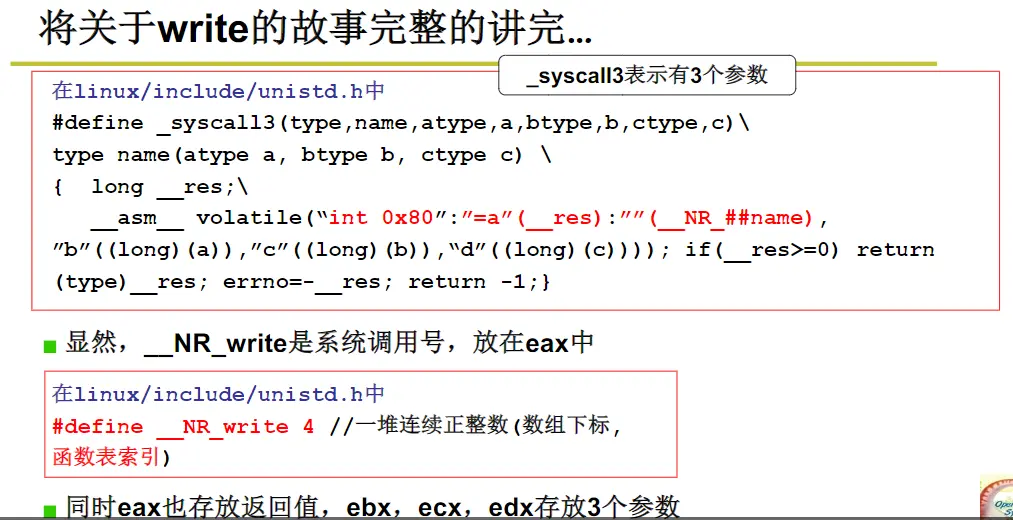 将关于write的故事完整的讲完…
_syscall3表示有3个参数
在linux/include/unistd.h中
#define _syscall3(type,name,atype,a,btype,b,ctype,c)\
type name(atype a, btype b, ctype c) \
{ long __res;\
__asm__ volatile(“int 0x80”:”=a”(__res):””(__NR_##name),
”b”((long)(a)),”c”((long)(b)),“d”((long)(c)))); if(__res>=0) return
(type)__res; errno=-__res; return -1;}
显然，__NR_write是系统调用号，放在eax中
在linux/include/unistd.h中
#define __NR_write 4 //一堆连续正整数(数组下标,
函数表索引)
同时eax也存放返回值，ebx，ecx，edx存放3个参数